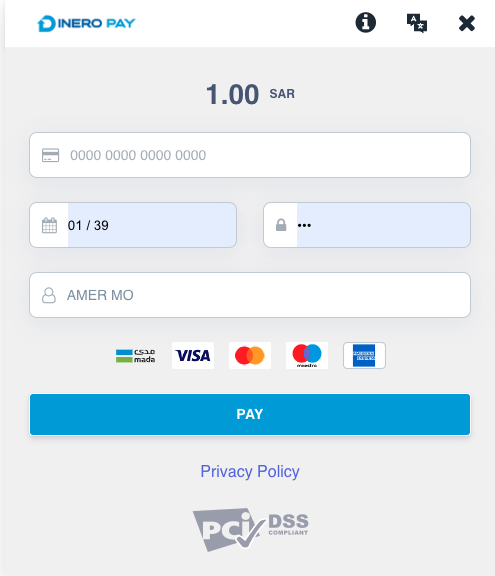 DINERO PAY
1.00 SAR
0000 0000 0000 0000
01 / 39
•••
AMER MO
مدى
mada
VISA
maestro
AMERICAN EXPRESS
PAY
Privacy Policy
PCi DSS
COMPLIANT